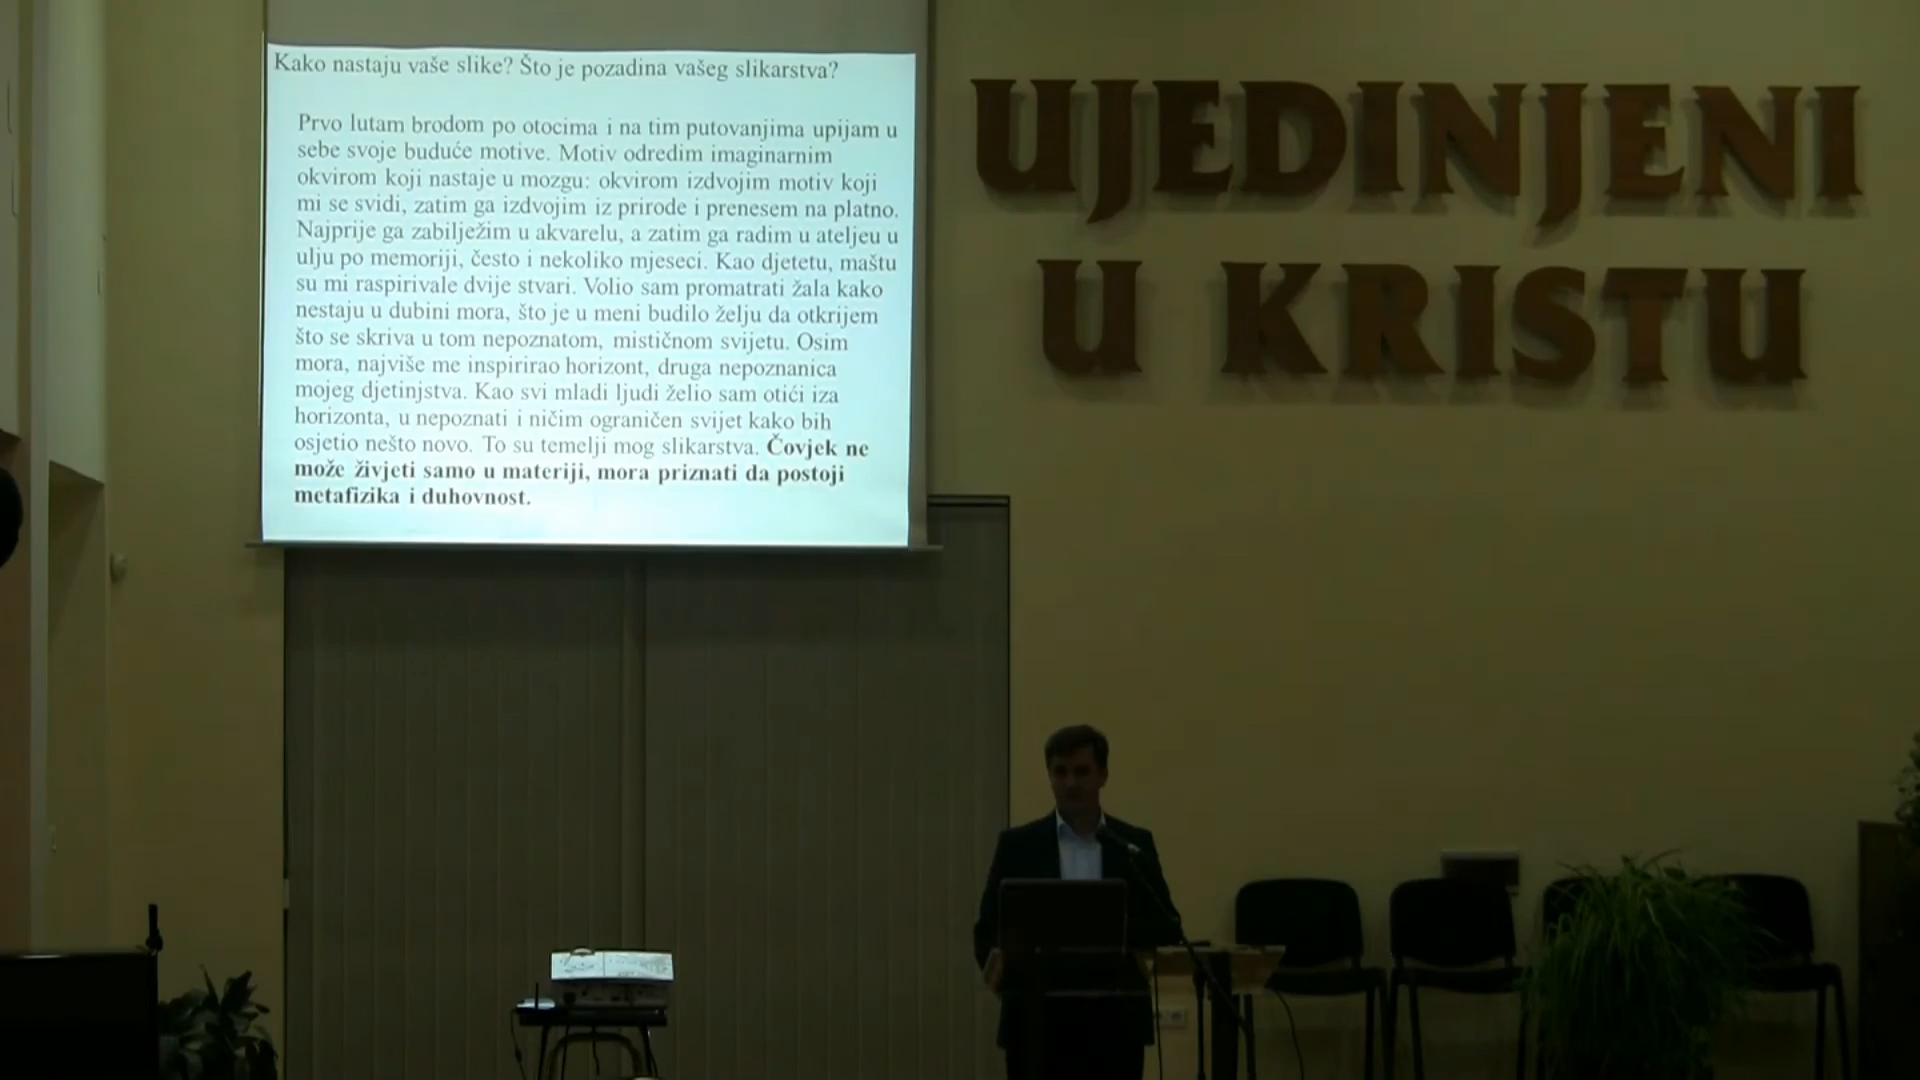 Kako nastaju vaše slike? Što je pozadina vašeg slikarstva?
Prvo lutam brodom po otocima i na tim putovanjima upijam u
sebe svoje buduće motive. Motiv odredim imaginarnim
okvirom koji nastaje u mozgu: okvirom izdvojim motiv koji
mi se svidi, zatim ga izdvojim iz prirode i prenesem na platno.
Najprije ga zabilježim u akvarelu, a zatim ga radim u ateljeu u
ulju po memoriji, često i nekoliko mjeseci. Kao djetetu, maštu
su mi raspirivale dvije stvari. Volio sam promatrati žala kako
nestaju u dubini mora, što je u meni budilo želju da otkrijem
što se skriva u tom nepoznatom, mističnom svijetu. Osim
mora, najviše me inspirirao horizont, druga nepoznanica
mojeg djetinjstva. Kao svi mladi ljudi želio sam otići iza
horizonta, u nepoznati i ničim ograničen svijet kako bih
osjetio nešto novo. To su temelji mog slikarstva. Čovjek ne
može živjeti samo u materiji, mora priznati da postoji
metafizika i duhovnost.
UJEDINJENI
U KRISTU